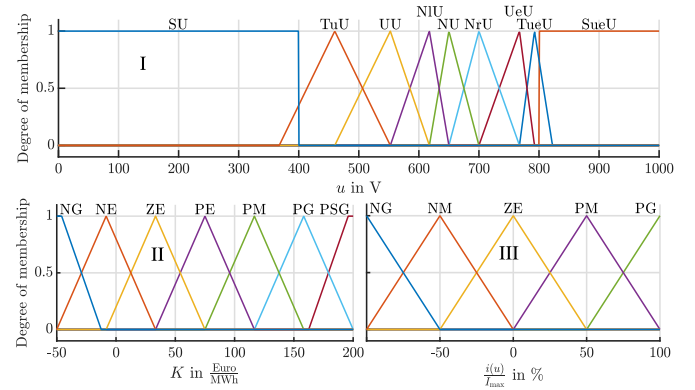 NlU UeU
SU TuU UU NU NrU TueU SueU
Degree of membership
1
0.5
0
I
0 100 200 300 400 500 600 700 800 900 1000
u in V
NG NE ZE PE PM PG PSG
Degree of membership
1
0.5
0
II
-50 0 50 100 150 200
K in Euro/MWh
NG NM ZE PM PG
III
-50 0 50 100
i(u)/Imax in %